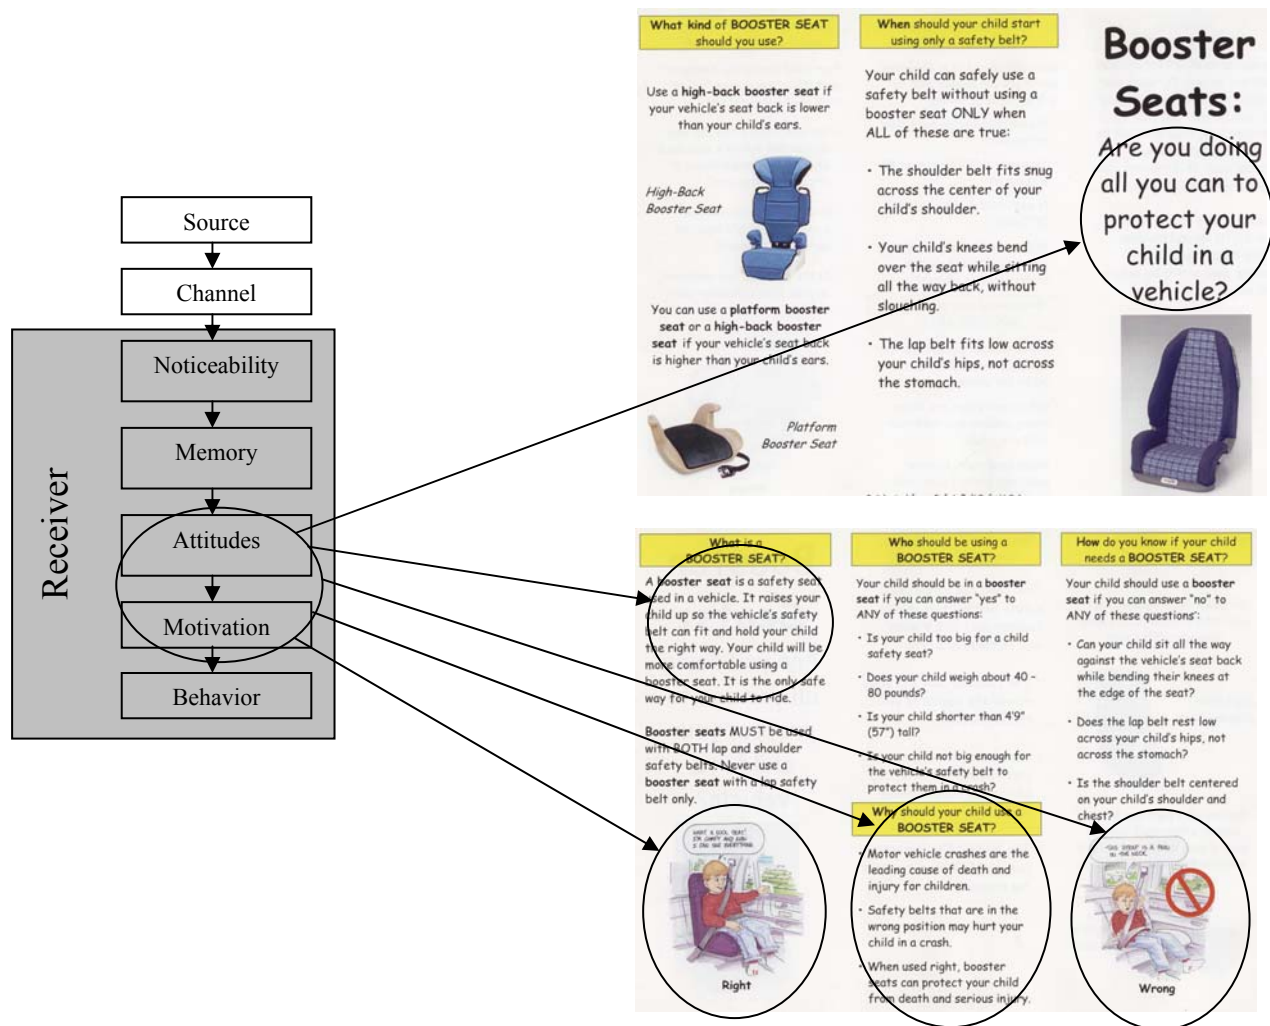 Source
Channel
Receiver
Noticeability
Memory
Attitudes
Motivation
Behavior
What kind of BOOSTER SEAT
should you use?
Use a high-back booster seat if
your vehicle's seat back is lower
than your child's ears.
High-Back
Booster Seat
You can use a platform booster
seat or a high-back booster
seat if your vehicle's seat back
is higher than your child's ears.
Platform
Booster Seat
When should your child start
using only a safety belt?
Your child can safely use a
safety belt without using a
booster seat ONLY when
ALL of these are true:
· The shoulder belt fits snug
across the center of your
child's shoulder.
· Your child's knees bend
over the seat while sitting
all the way back, without
slouching.
· The lap belt fits low across
your child's hips, not across
the stomach.
Booster
Seats:
Are you doing
all you can to
protect your
child in a
vehicle?
What is a
BOOSTER SEAT?
A booster seat is a safety seat
used in a vehicle. It raises your
child up so the vehicle's safety
belt can fit and hold your child
the right way. Your child will be
more comfortable using a
booster seat. It is the only safe
way for your child to ride.
Booster seats MUST be used
with BOTH lap and shoulder
safety belts. Never use a
booster seat with a lap safety
belt only.
WHAT A COOL SEAT!
I'M COMFY AND
I CAN SEE EVERYTHING
Right
Who should be using a
BOOSTER SEAT?
Your child should be in a booster
seat if you can answer "yes" to
ANY of these questions:
· Is your child too big for a child
safety seat?
· Does your child weigh about 40 -
80 pounds?
· Is your child shorter than 4'9"
(57") tall?
· Is your child not big enough for
the vehicle's safety belt to
protect them in a crash?
Why should your child use a
BOOSTER SEAT?
· Motor vehicle crashes are the
leading cause of death and
injury for children.
· Safety belts that are in the
wrong position may hurt your
child in a crash.
· When used right, booster
seats can protect your child
from death and serious injury.
How do you know if your child
needs a BOOSTER SEAT?
Your child should use a booster
seat if you can answer "no" to
ANY of these questions:
· Can your child sit all the way
against the vehicle's seat back
while bending their knees at
the edge of the seat?
· Does the lap belt rest low
across your child's hips, not
across the stomach?
· Is the shoulder belt centered
on your child's shoulder and
chest?
IS A PAIN
IN THE NECK.
Wrong